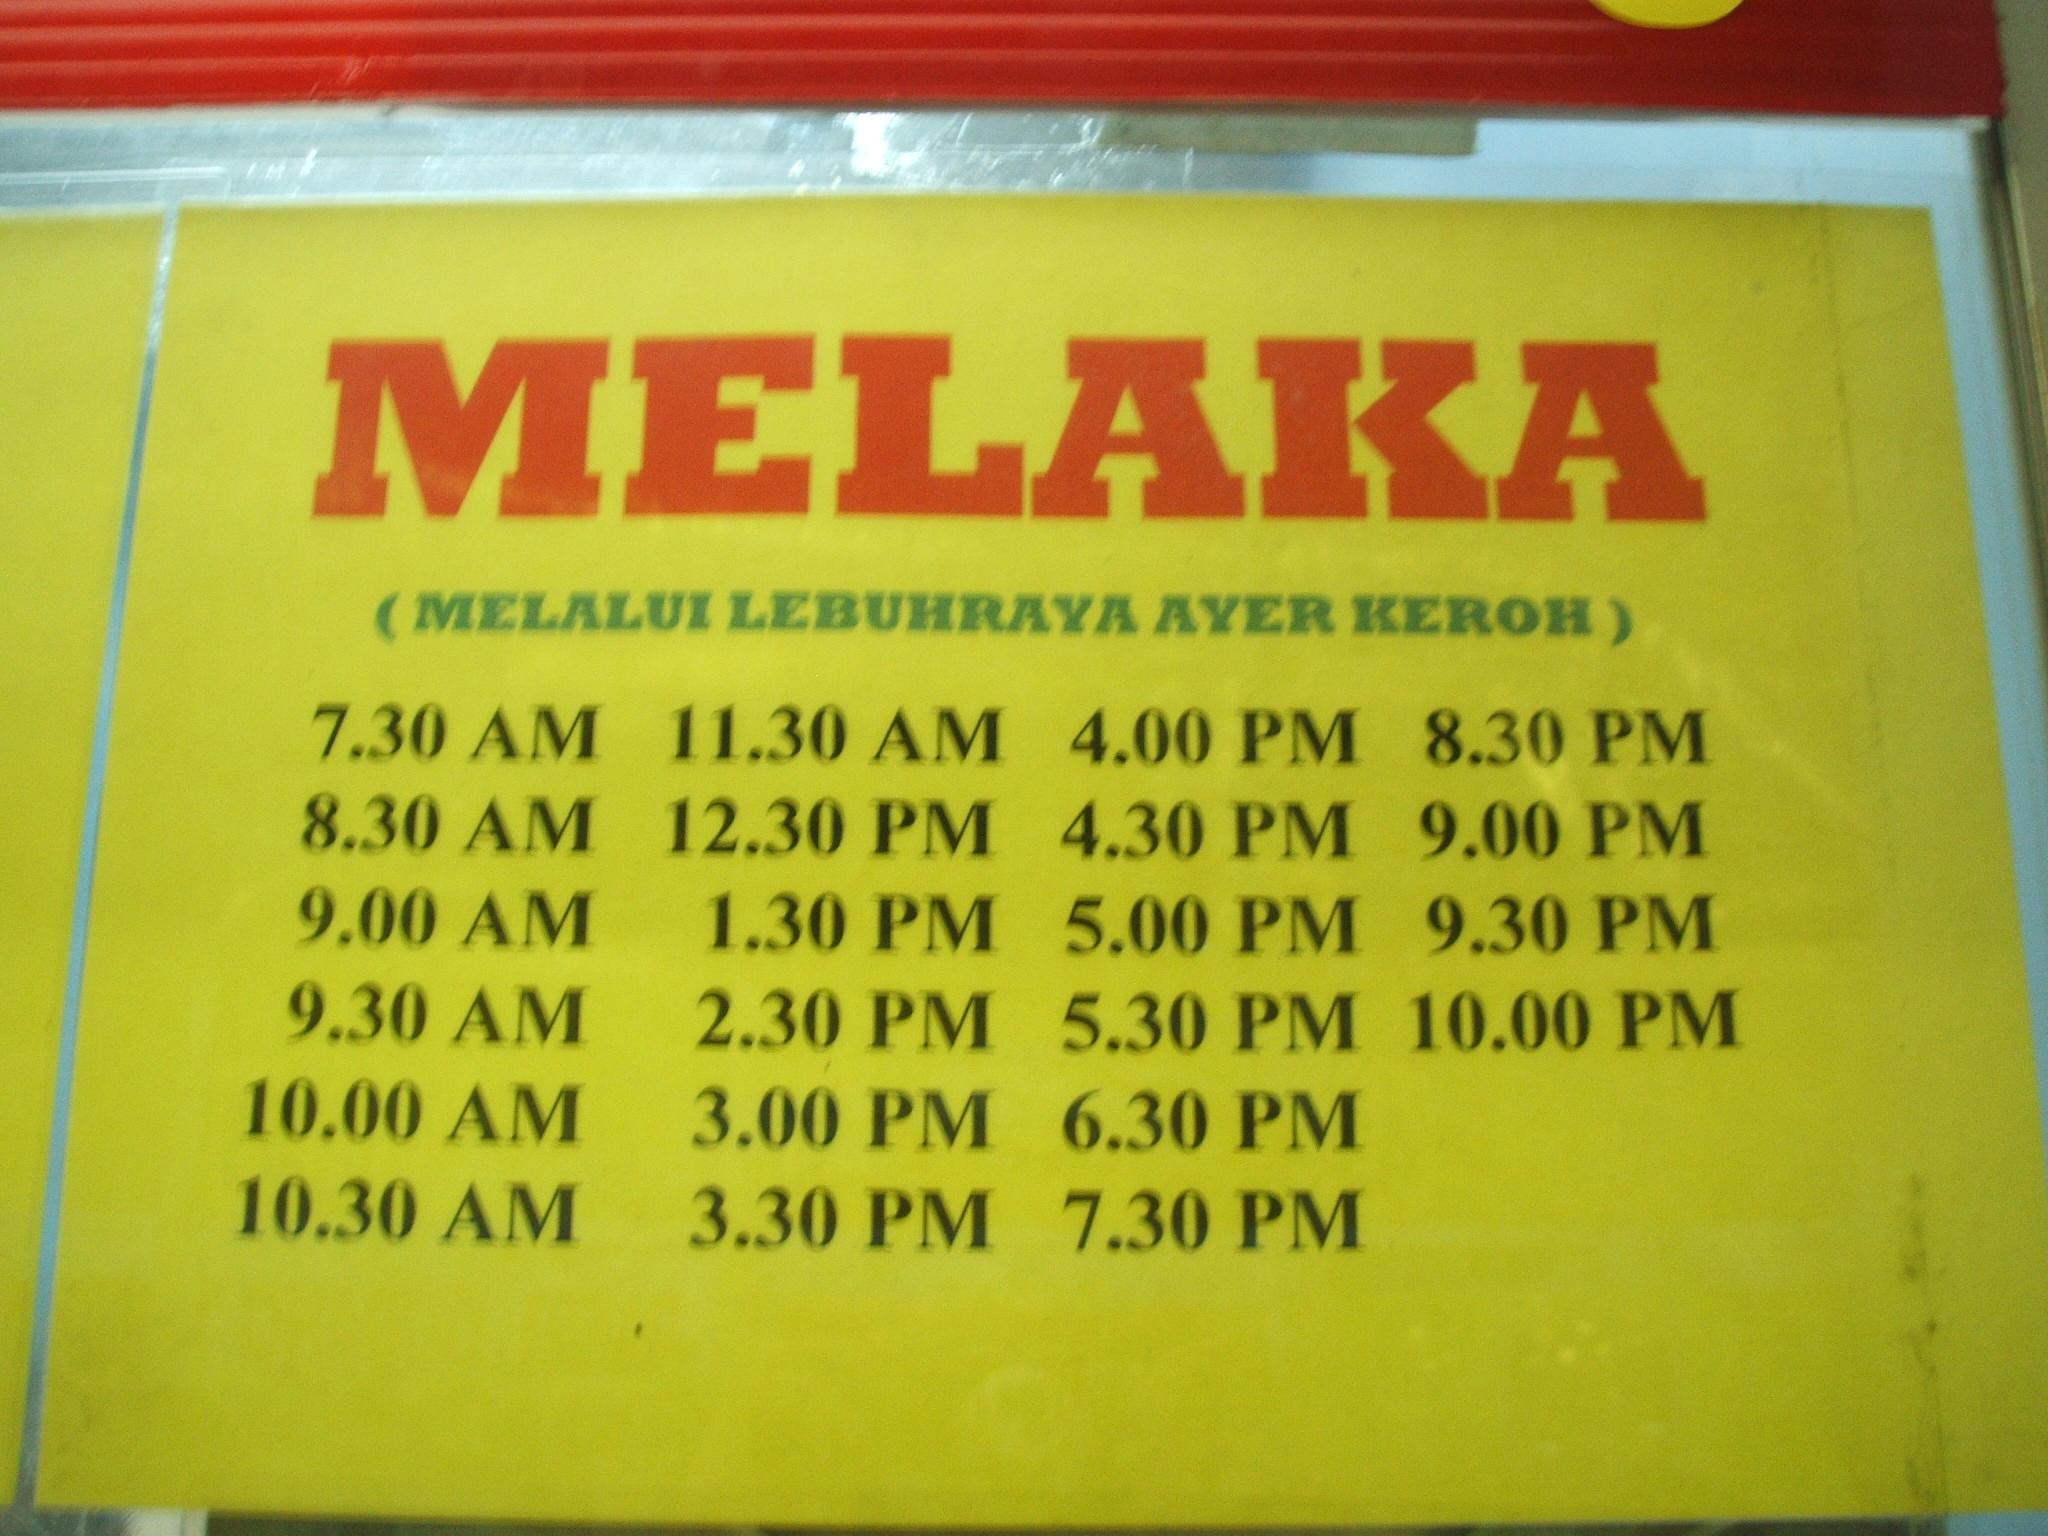 MELAKA
( MELALUI LEBUHRAYA AYER KEROH )
7.30 AM 11.30 AM 4.00 PM 8.30 PM
8.30 AM 12.30 PM 4.30 PM 9.00 PM
9.00 AM 1.30 PM 5.00 PM 9.30 PM
9.30 AM 2.30 PM 5.30 PM 10.00 PM
10.00 AM 3.00 PM 6.30 PM
10.30 AM 3.30 PM 7.30 PM